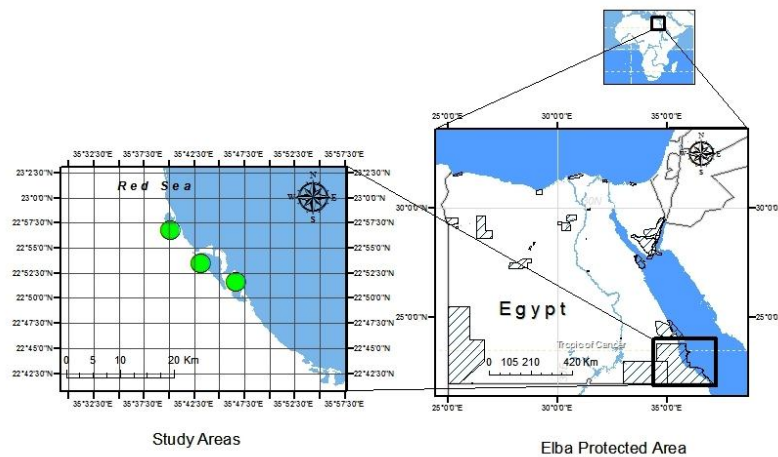 25°0'0"E 30°0'0"E 35°0'0"E
35°32'30"E 35°37'30"E 35°42'30"E 35°47'30"E 35°52'30"E 35°57'30"E
23°2'30"N
23°0'0"N
22°57'30"N
22°55'0"N
22°52'30"N
22°50'0"N
22°47'30"N
22°45'0"N
22°42'30"N
Red Sea
N
W E
S
23°2'30"N
23°0'0"N
22°57'30"N
22°55'0"N
22°52'30"N
22°50'0"N
22°47'30"N
22°45'0"N
22°42'30"N
0 5 10 20 Km
35°32'30"E 35°37'30"E 35°42'30"E 35°47'30"E 35°52'30"E 35°57'30"E
Study Areas
N
W E
S
30°0'0"N
30°0'0"N
Egypt
25°0'0"N
25°0'0"N
Tropic of Cancer
0 105 210 420 Km
25°0'0"E 30°0'0"E 35°0'0"E
Elba Protected Area